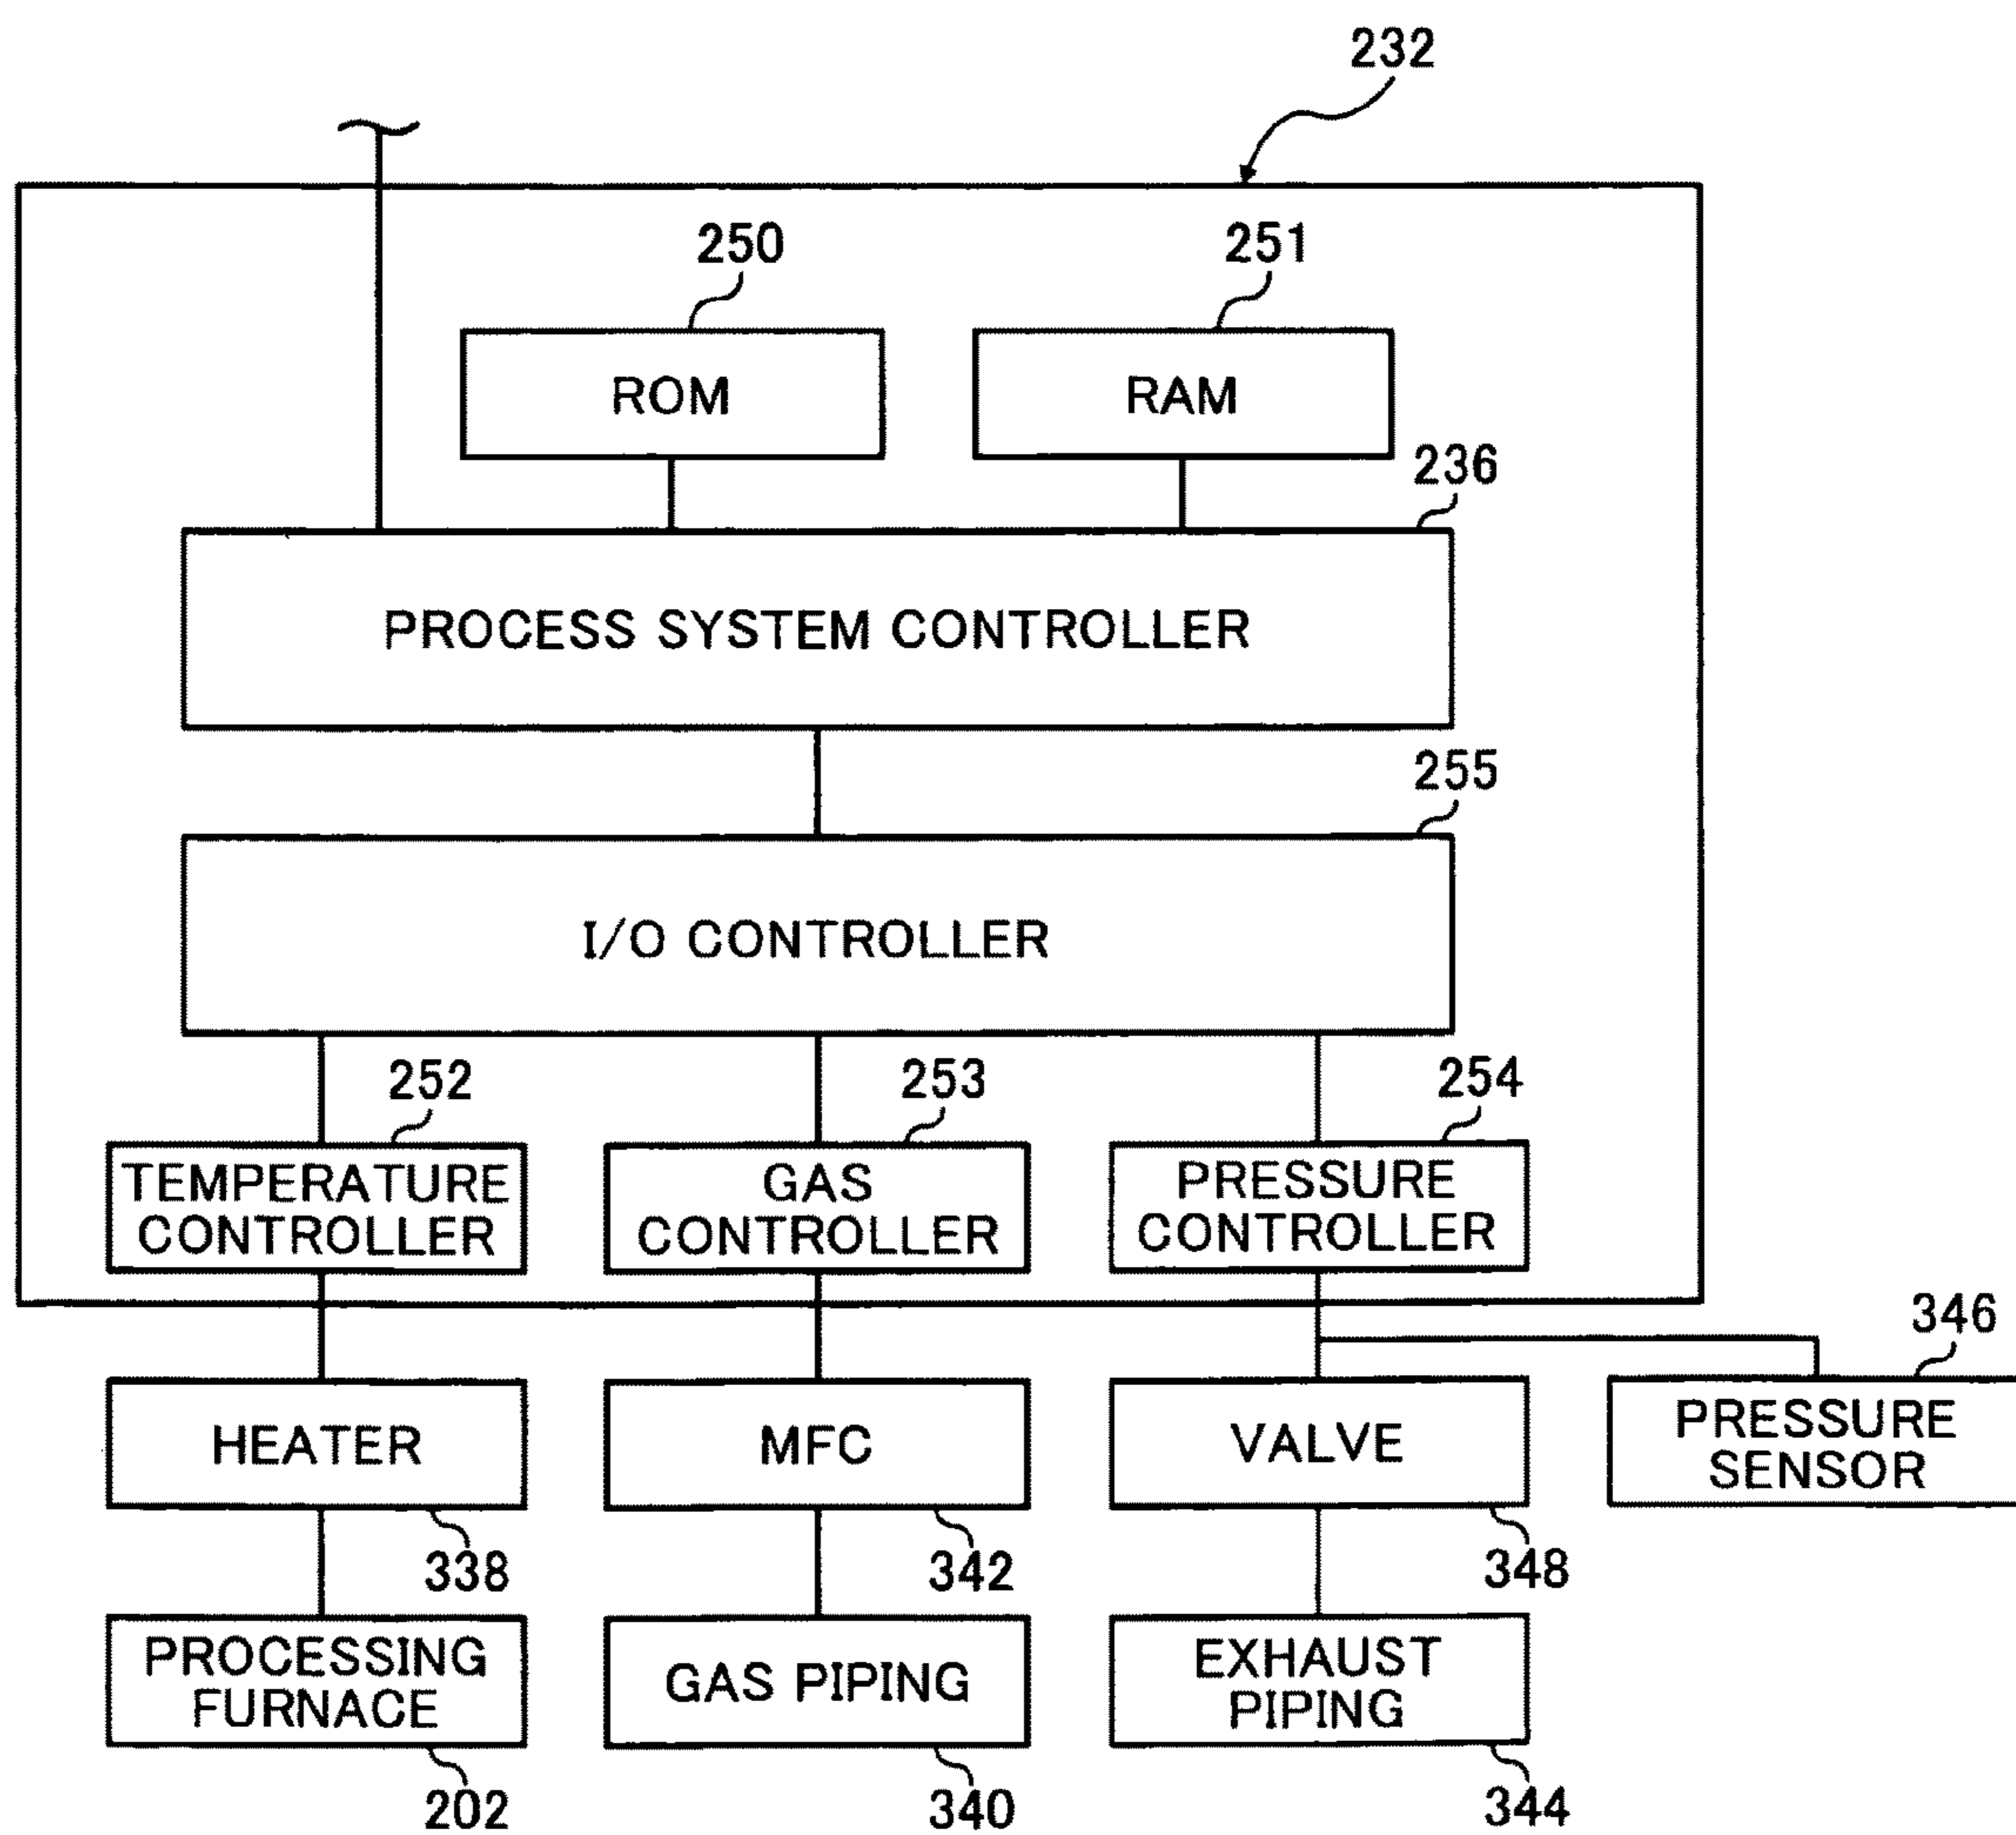 232
250
251
ROM
RAM
236
PROCESS SYSTEM CONTROLLER
255
I/O CONTROLLER
252
253
254
TEMPERATURE
CONTROLLER
GAS
CONTROLLER
PRESSURE
CONTROLLER
346
HEATER
MFC
VALVE
PRESSURE
SENSOR
338
342
348
PROCESSING
FURNACE
GAS PIPING
EXHAUST
PIPING
202
340
344